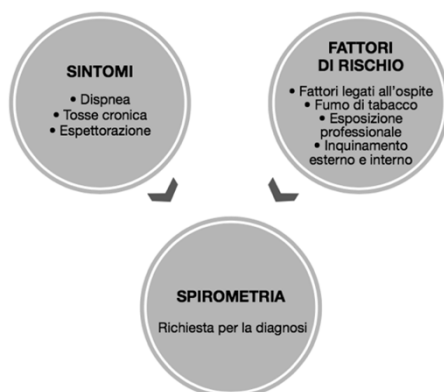 SINTOMI
• Dispnea
• Tosse cronica
• Espettorazione
FATTORI
DI RISCHIO
• Fattori legati all'ospite
• Fumo di tabacco
• Esposizione
professionale
• Inquinamento
esterno e interno
SPIROMETRIA
Richiesta per la diagnosi